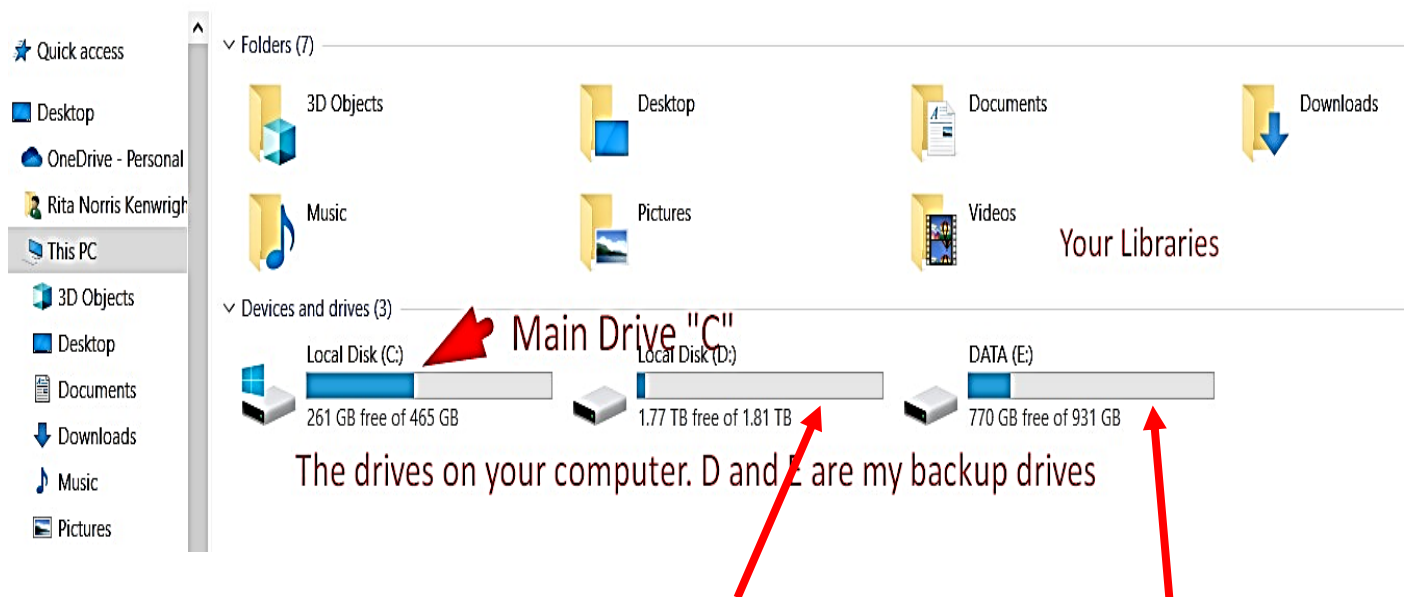 Quick access
Desktop
OneDrive - Personal
Rita Norris Kenwrigh
This PC
3D Objects
Desktop
Documents
Downloads
Music
Pictures
Folders (7)
3D Objects
Desktop
Documents
Downloads
Music
Pictures
Videos
Your Libraries
Devices and drives (3)
Main Drive "C"
Local Disk (C:)
261 GB free of 465 GB
Local Disk (D:)
1.77 TB free of 1.81 TB
DATA (E:)
770 GB free of 931 GB
The drives on your computer. D and E are my backup drives